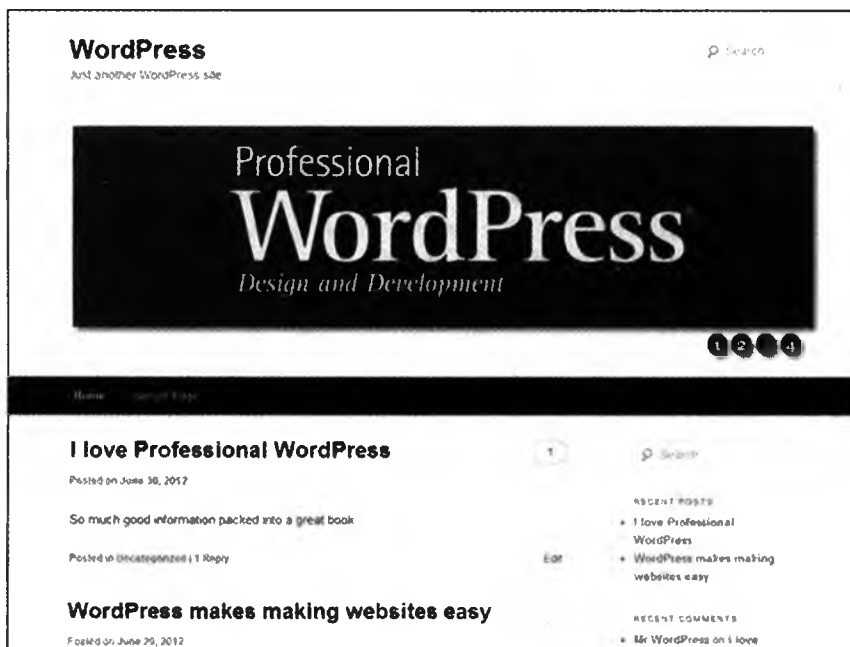 WordPress
Just another WordPress site
Search
Professional
WordPress
Design and Development
1 2 4
Home Sample Page
I love Professional WordPress
1
Posted on June 30, 2012
So much good information packed into a great book
Posted in Uncategorized | 1 Reply
Edit
WordPress makes making websites easy
Posted on June 29, 2012
Search
RECENT POSTS
I love Professional
WordPress
WordPress makes making
websites easy
RECENT COMMENTS
Mr WordPress on I love